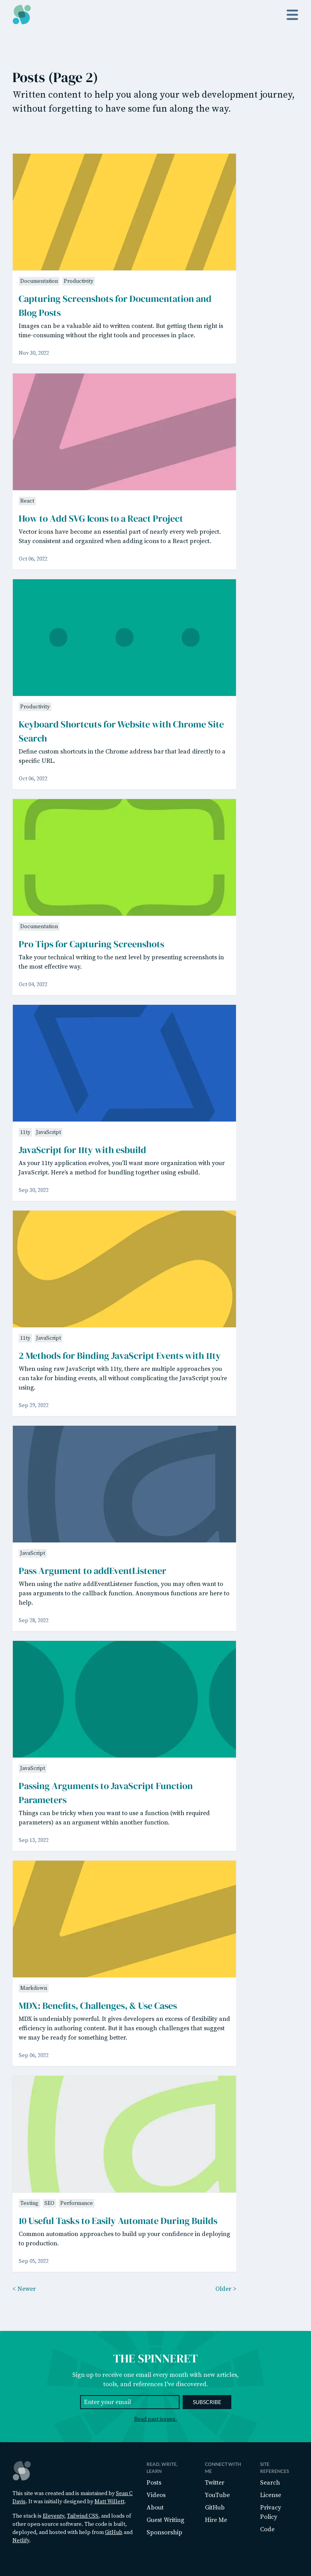 Posts (Page 2)
Written content to help you along your web development journey,
without forgetting to have some fun along the way.
Documentation Productivity
Capturing Screenshots for Documentation and
Blog Posts
Images can be a valuable aid to written content. But getting them right is
time-consuming without the right tools and processes in place.
Nov 30, 2022
React
How to Add SVG Icons to a React Project
Vector icons have become an essential part of nearly every web project.
Stay consistent and organized when adding icons to a React project.
Oct 06, 2022
Productivity
Keyboard Shortcuts for Website with Chrome Site
Search
Define custom shortcuts in the Chrome address bar that lead directly to a
specific URL.
Oct 06, 2022
Documentation
Pro Tips for Capturing Screenshots
Take your technical writing to the next level by presenting screenshots in
the most effective way.
Oct 04, 2022
11ty JavaScript
JavaScript for 11ty with esbuild
As your 11ty application evolves, you'll want more organization with your
JavaScript. Here's a method for bundling together using esbuild.
Sep 30, 2022
11ty JavaScript
2 Methods for Binding JavaScript Events with 11ty
When using raw JavaScript with 11ty, there are multiple approaches you
can take for binding events, all without complicating the JavaScript you're
using.
Sep 29, 2022
JavaScript
Pass Argument to addEventListener
When using the native addEventListener function, you may often want to
pass arguments to the callback function. Anonymous functions are here to
help.
Sep 28, 2022
JavaScript
Passing Arguments to JavaScript Function
Parameters
Things can be tricky when you want to use a function (with required
parameters) as an argument within another function.
Sep 13, 2022
Markdown
MDX: Benefits, Challenges, & Use Cases
MDX is undeniably powerful. It gives developers an excess of flexibility and
efficiency in authoring content. But it has enough challenges that suggest
we may be ready for something better.
Sep 06, 2022
Testing SEO Performance
10 Useful Tasks to Easily Automate During Builds
Common automation approaches to build up your confidence in deploying
to production.
Sep 05, 2022
< Newer
Older >
THE SPINNERET
Sign up to receive one email every month with new articles,
tools, and references I've discovered.
Enter your email
SUBSCRIBE
Read past issues.
This site was created and is maintained by Sean C
Davis. It was initially designed by Matt Willett.
The stack is Eleventy, Tailwind CSS, and loads of
other open-source software. The code is built,
deployed, and hosted with help from GitHub and
Netlify.
READ, WRITE,
LEARN
Posts
Videos
About
Guest Writing
Sponsorship
CONNECT WITH
ME
Twitter
YouTube
GitHub
Hire Me
SITE
REFERENCES
Search
License
Privacy
Policy
Code